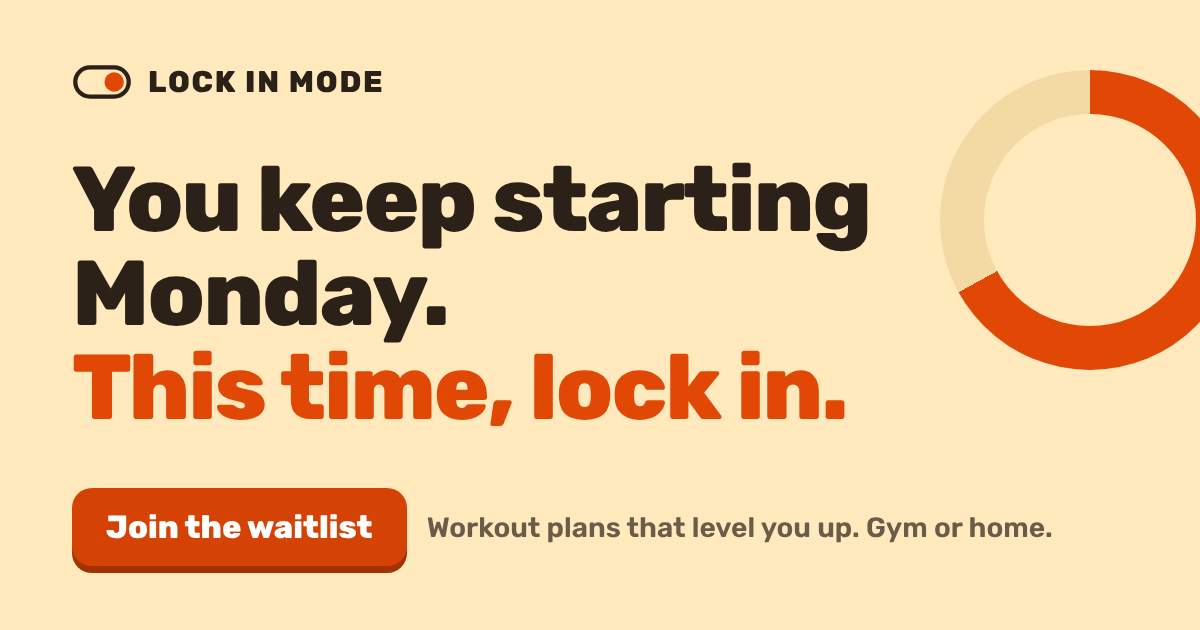 LOCK IN MODE
You keep starting
Monday.
This time, lock in.
Join the waitlist
Workout plans that level you up. Gym or home.